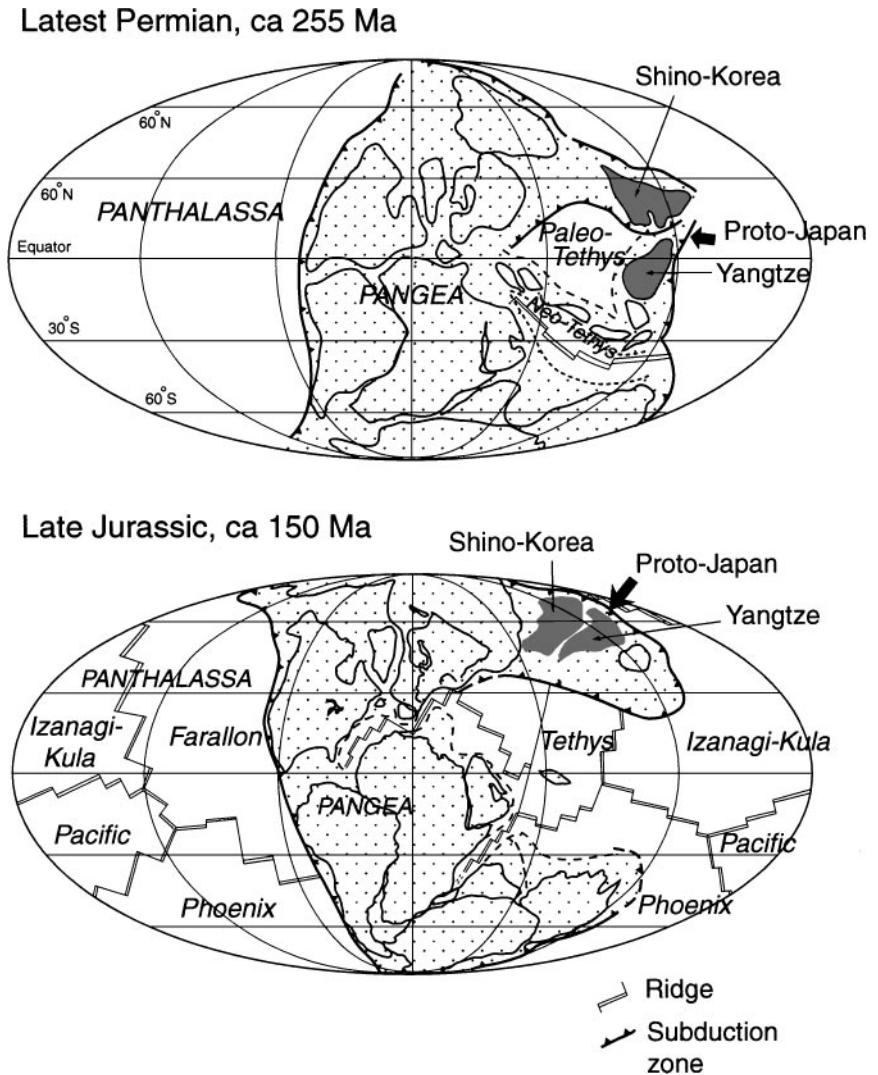 Latest Permian, ca 255 Ma
Shino-Korea
60°N
60°N
PANTHALASSA
Paleo-
Tethys
Proto-Japan
Equator
Yangtze
PANGEA
Neo-Tethys
30°S
60°S
Late Jurassic, ca 150 Ma
Shino-Korea
Proto-Japan
Yangtze
PANTHALASSA
Izanagi-
Kula
Farallon
Tethys
Izanagi-Kula
PANGEA
Pacific
Pacific
Phoenix
Phoenix
Ridge
Subduction
zone